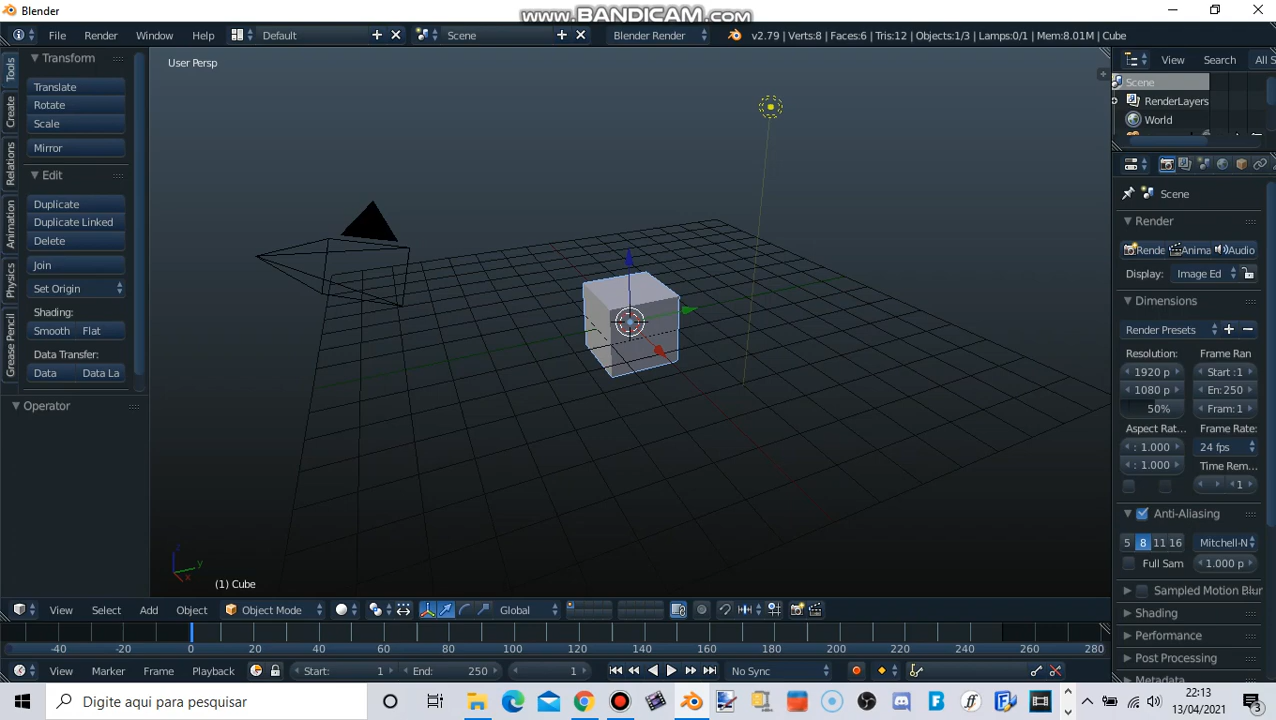 Blender
www.BANDICAM.com
File Render Window Help Default Scene Blender Render v2.79 | Verts:8 | Faces:6 | Tris:12 | Objects:1/3 | Lamps:0/1 | Mem:8.01M | Cube
Tools
Create
Relations
Animation
Physics
Grease Pencil
Transform
Translate
Rotate
Scale
Mirror
Edit
Duplicate
Duplicate Linked
Delete
Join
Set Origin
Shading:
Smooth Flat
Data Transfer:
Data Data La
Operator
User Persp
z
y
x
(1) Cube
View Search All S
Scene
RenderLayers
World
Scene
Render
Rende Anima Audio
Display: Image Ed
Dimensions
Render Presets
Resolution: Frame Ran
1920 p Start :1
1080 p En: 250
50% Fram: 1
Aspect Rat... Frame Rate:
: 1.000 24 fps
: 1.000 Time Rem...
1
Anti-Aliasing
5 8 11 16 Mitchell-N
Full Sam 1.000 p
Sampled Motion Blur
Shading
Performance
Post Processing
Metadata
View Select Add Object Object Mode Global
-40 -20 0 20 40 60 80 100 120 140 160 180 200 220 240 260 280
View Marker Frame Playback Start: 1 End: 250 1 No Sync
Digite aqui para pesquisar
22:13
13/04/2021
3